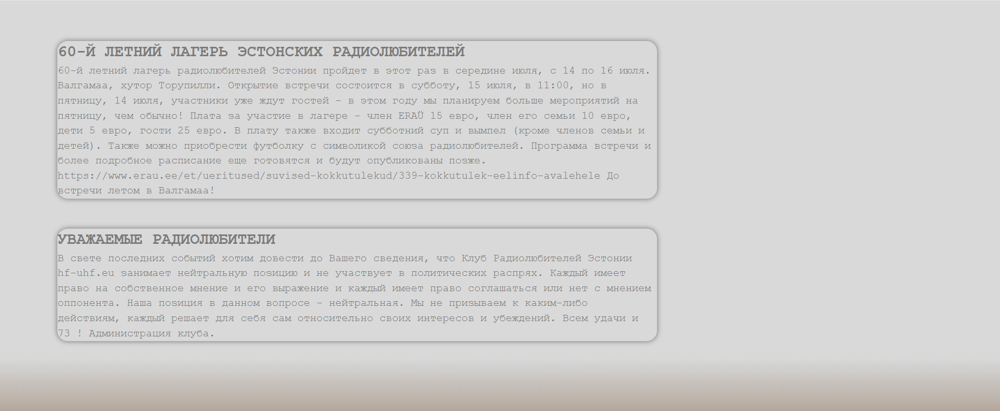 60-Й ЛЕТНИЙ ЛАГЕРЬ ЭСТОНСКИХ РАДИОЛЮБИТЕЛЕЙ
60-й летний лагерь радиолюбителей Эстонии пройдет в этот раз в середине июля, с 14 по 16 июля.
Валгамаа, хутор Торупилли. Открытие встречи состоится в субботу, 15 июля, в 11:00, но в
пятницу, 14 июля, участники уже ждут гостей - в этом году мы планируем больше мероприятий на
пятницу, чем обычно! Плата за участие в лагере - член ERAÜ 15 евро, член его семьи 10 евро,
дети 5 евро, гости 25 евро. В плату также входит субботний суп и вымпел (кроме членов семьи и
детей). Также можно приобрести футболку с символикой союза радиолюбителей. Программа встречи и
более подробное расписание еще готовятся и будут опубликованы позже.
https://www.erau.ee/et/ueritused/suvised-kokkutulekud/339-kokkutulek-eelinfo-avalehele До
встречи летом в Валгамаа!
УВАЖАЕМЫЕ РАДИОЛЮБИТЕЛИ
В свете последних событий хотим довести до Вашего сведения, что Клуб Радиолюбителей Эстонии
hf-uhf.eu занимает нейтральную позицию и не участвует в политических распрях. Каждый имеет
право на собственное мнение и его выражение и каждый имеет право соглашаться или нет с мнением
оппонента. Наша позиция в данном вопросе - нейтральная. Мы не призываем к каким-либо
действиям, каждый решает для себя сам относительно своих интересов и убеждений. Всем удачи и
73 ! Администрация клуба.